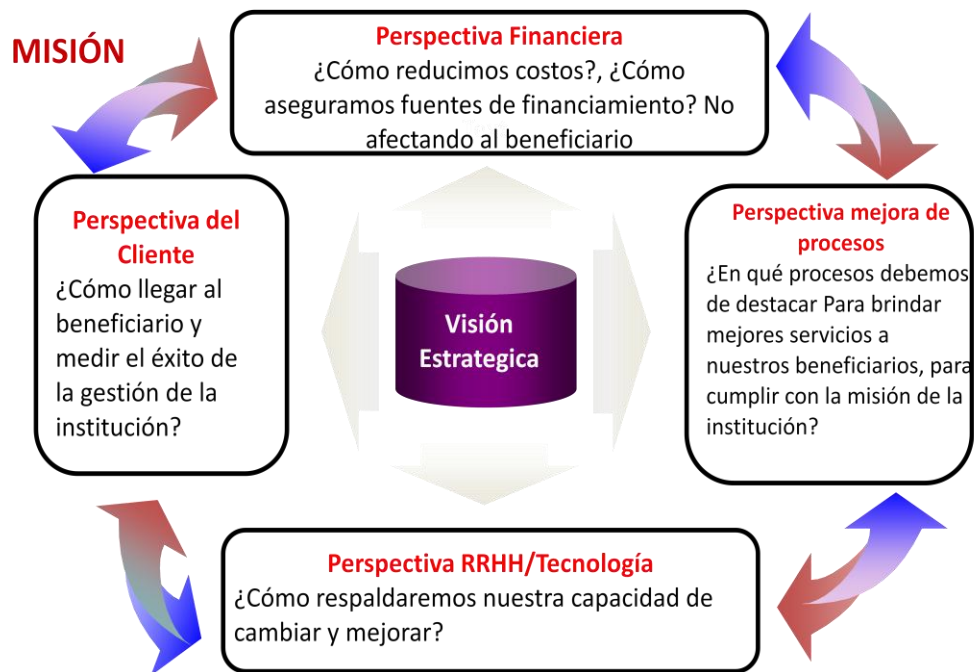 MISIÓN
Perspectiva Financiera
¿Cómo reducimos costos?, ¿Cómo
aseguramos fuentes de financiamiento? No
afectando al beneficiario
Perspectiva del
Cliente
¿Cómo llegar al
beneficiario y
medir el éxito de
la gestión de la
institución?
Visión
Estrategica
Perspectiva mejora de
procesos
¿En qué procesos debemos
de destacar Para brindar
mejores servicios a
nuestros beneficiarios, para
cumplir con la misión de la
institución?
Perspectiva RRHH/Tecnología
¿Cómo respaldaremos nuestra capacidad de
cambiar y mejorar?